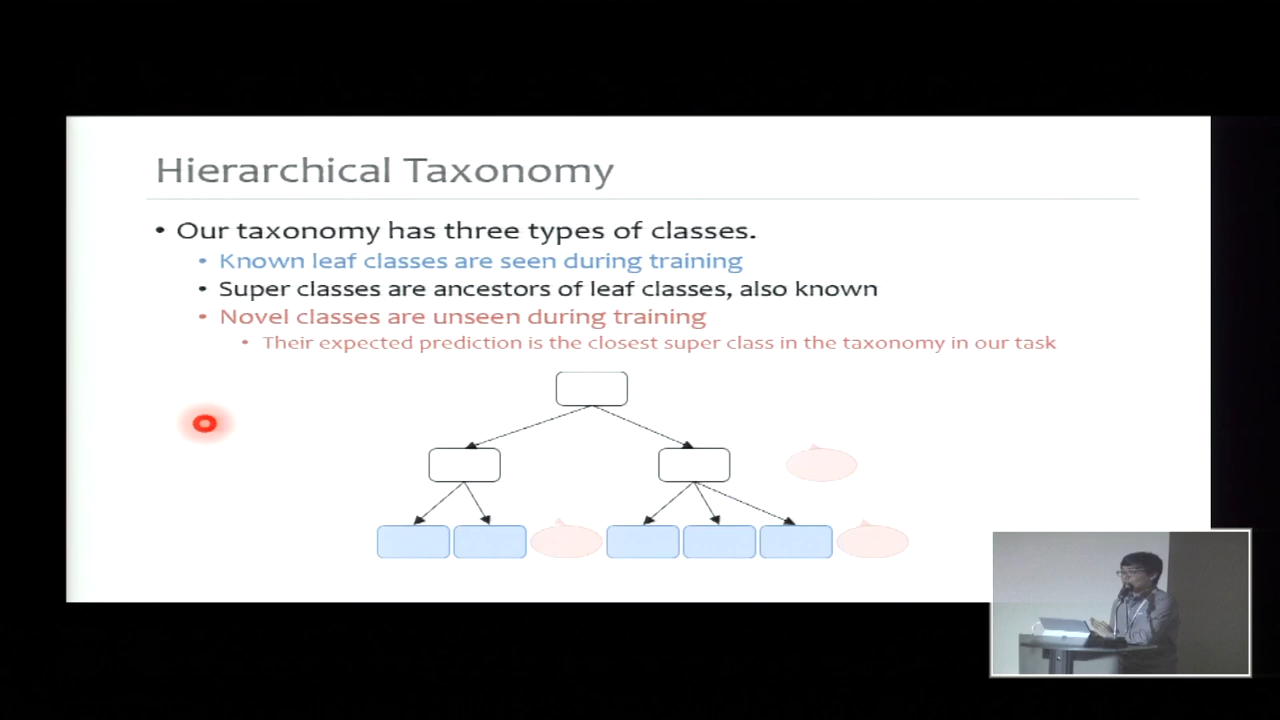 Hierarchical Taxonomy
• Our taxonomy has three types of classes.
• Known leaf classes are seen during training
• Super classes are ancestors of leaf classes, also known
• Novel classes are unseen during training
• Their expected prediction is the closest super class in the taxonomy in our task